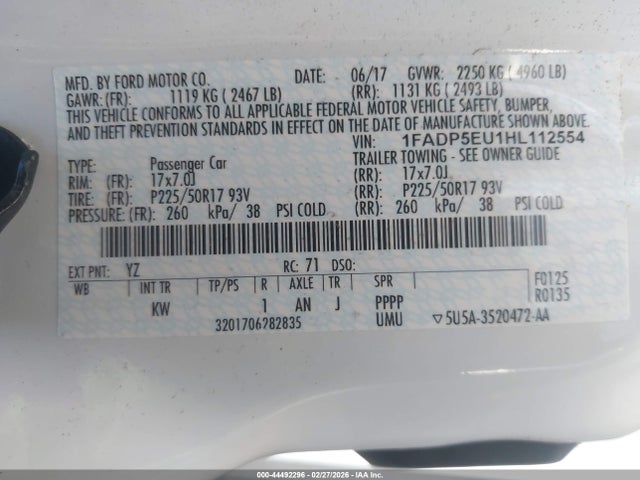 MFD. BY FORD MOTOR CO. DATE: 06/17 GVWR: 2250 KG ( 4960 LB)
GAWR: (FR): 1119 KG ( 2467 LB) (RR): 1131 KG ( 2493 LB)
THIS VEHICLE CONFORMS TO ALL APPLICABLE FEDERAL MOTOR VEHICLE SAFETY, BUMPER,
AND THEFT PREVENTION STANDARDS IN EFFECT ON THE DATE OF MANUFACTURE SHOWN ABOVE.
VIN: 1FADP5EU1HL112554
TYPE: Passenger Car TRAILER TOWING - SEE OWNER GUIDE
RIM: (FR): 17x7.0J (RR): 17x7.0J
TIRE: (FR): P225/50R17 93V (RR): P225/50R17 93V
PRESSURE: (FR): 260 kPa/ 38 PSI COLD (RR): 260 kPa/ 38 PSI COLD
EXT PNT: YZ RC: 71 DSO:
WB INT TR TP/PS R AXLE TR SPR F0125
KW 1 AN J PPPP R0135
3201706282835 UMU ▽5U5A-3520472-AA
000-44492296 - 02/27/2026 - IAAI.com